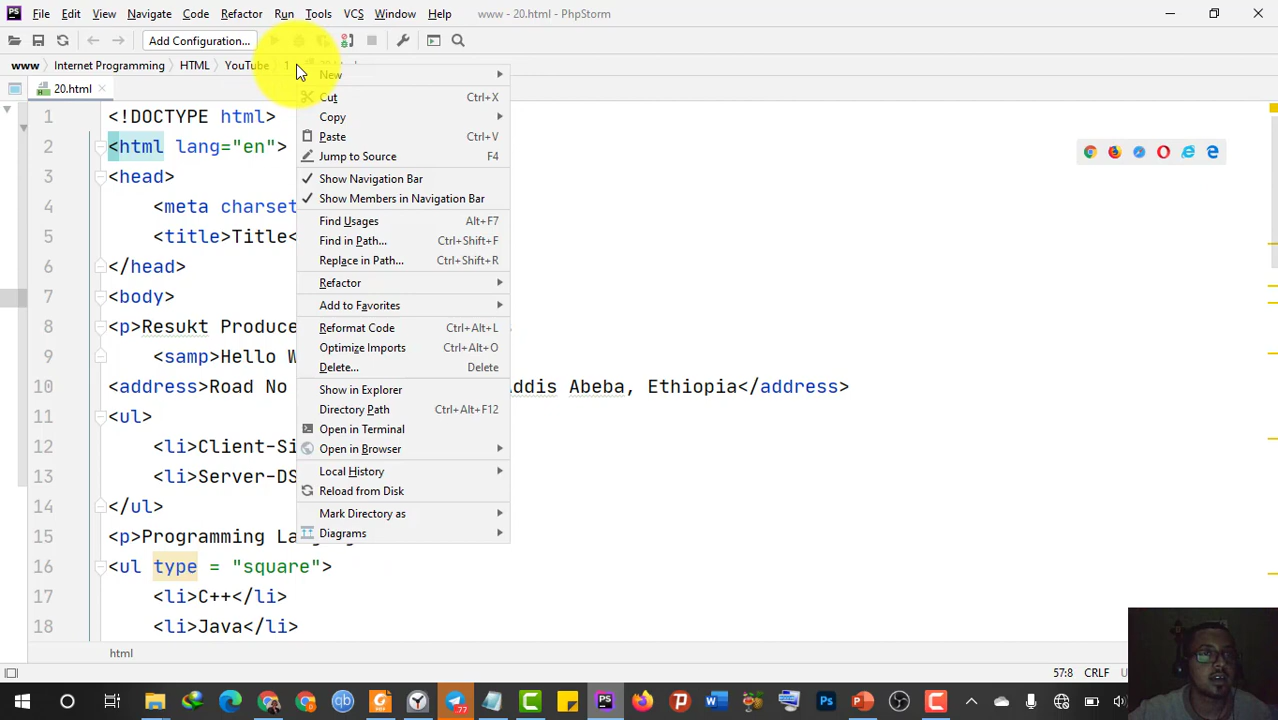 PS File Edit View Navigate Code Refactor Run Tools VCS Window Help www - 20.html - PhpStorm
Add Configuration...
www Internet Programming HTML YouTube 1
20.html
New
Cut Ctrl+X
Copy
Paste Ctrl+V
Jump to Source F4
Show Navigation Bar
Show Members in Navigation Bar
Find Usages Alt+F7
Find in Path... Ctrl+Shift+F
Replace in Path... Ctrl+Shift+R
Refactor
Add to Favorites
Reformat Code Ctrl+Alt+L
Optimize Imports Ctrl+Alt+O
Delete... Delete
Show in Explorer
Directory Path Ctrl+Alt+F12
Open in Terminal
Open in Browser
Local History
Reload from Disk
Mark Directory as
Diagrams
1 <!DOCTYPE html>
2 <html lang="en">
3 <head>
4 <meta charset
5 <title>Title<
6 </head>
7 <body>
8 <p>Resukt Produce
9 <samp>Hello W
10 <address>Road No Addis Abeba, Ethiopia</address>
11 <ul>
12 <li>Client-Si
13 <li>Server-DS
14 </ul>
15 <p>Programming
16 <ul type = "square">
17 <li>C++</li>
18 <li>Java</li>
html
57:8 CRLF